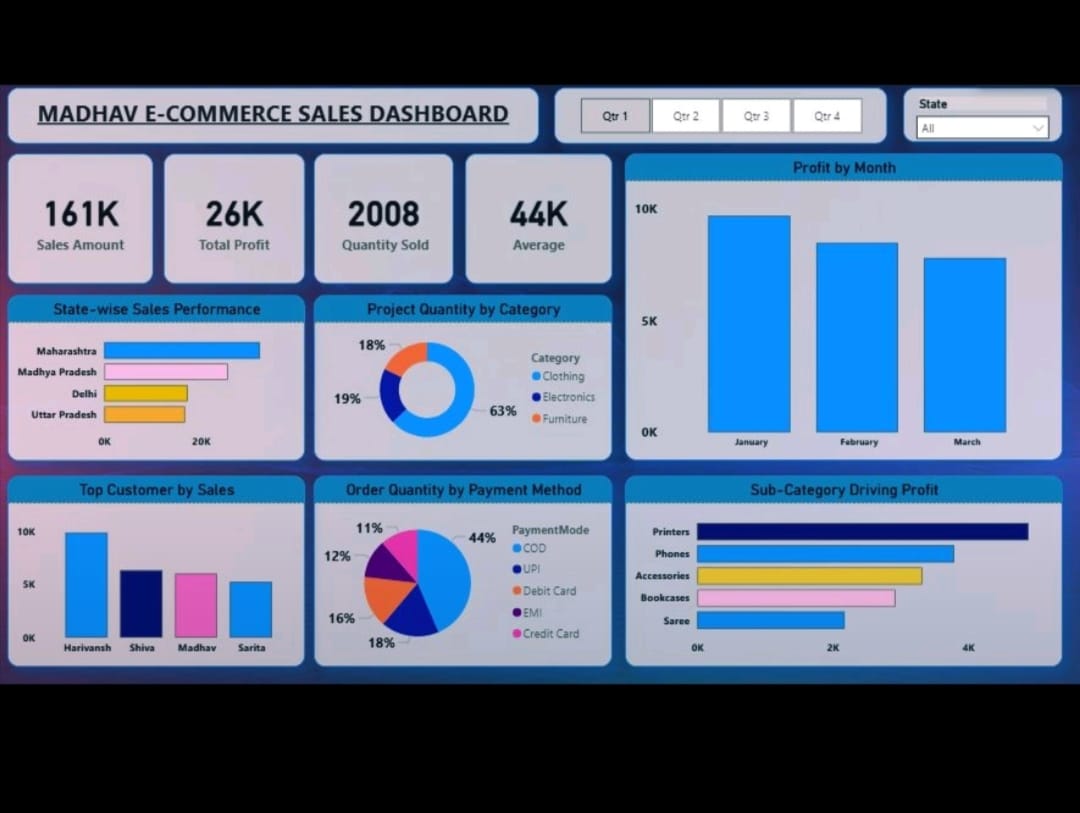 MADHAV E-COMMERCE SALES DASHBOARD
Qtr 1 Qtr 2 Qtr 3 Qtr 4
State
All
161K
Sales Amount
26K
Total Profit
2008
Quantity Sold
44K
Average
Profit by Month
10K
5K
0K
January February March
State-wise Sales Performance
Maharashtra
Madhya Pradesh
Delhi
Uttar Pradesh
0K 20K
Project Quantity by Category
18%
19%
63%
Category
Clothing
Electronics
Furniture
Top Customer by Sales
10K
5K
0K
Harivansh Shiva Madhav Sarita
Order Quantity by Payment Method
11%
44%
12%
16%
18%
PaymentMode
COD
UPI
Debit Card
EMI
Credit Card
Sub-Category Driving Profit
Printers
Phones
Accessories
Bookcases
Saree
0K 2K 4K